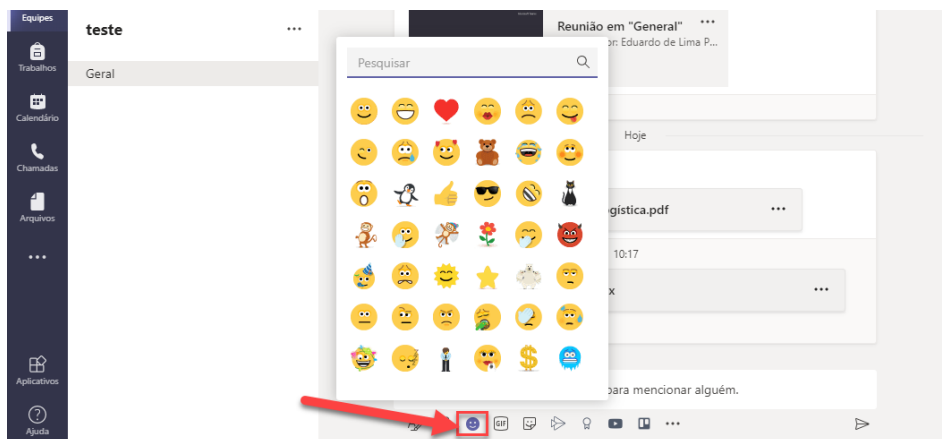 Equipes
Trabalhos
Calendário
Chamadas
Arquivos
Aplicativos
Ajuda
teste
Geral
Pesquisar
Reunião em "General"
or: Eduardo de Lima P...
Hoje
gística.pdf
10:17
x
para mencionar alguém.
GIF